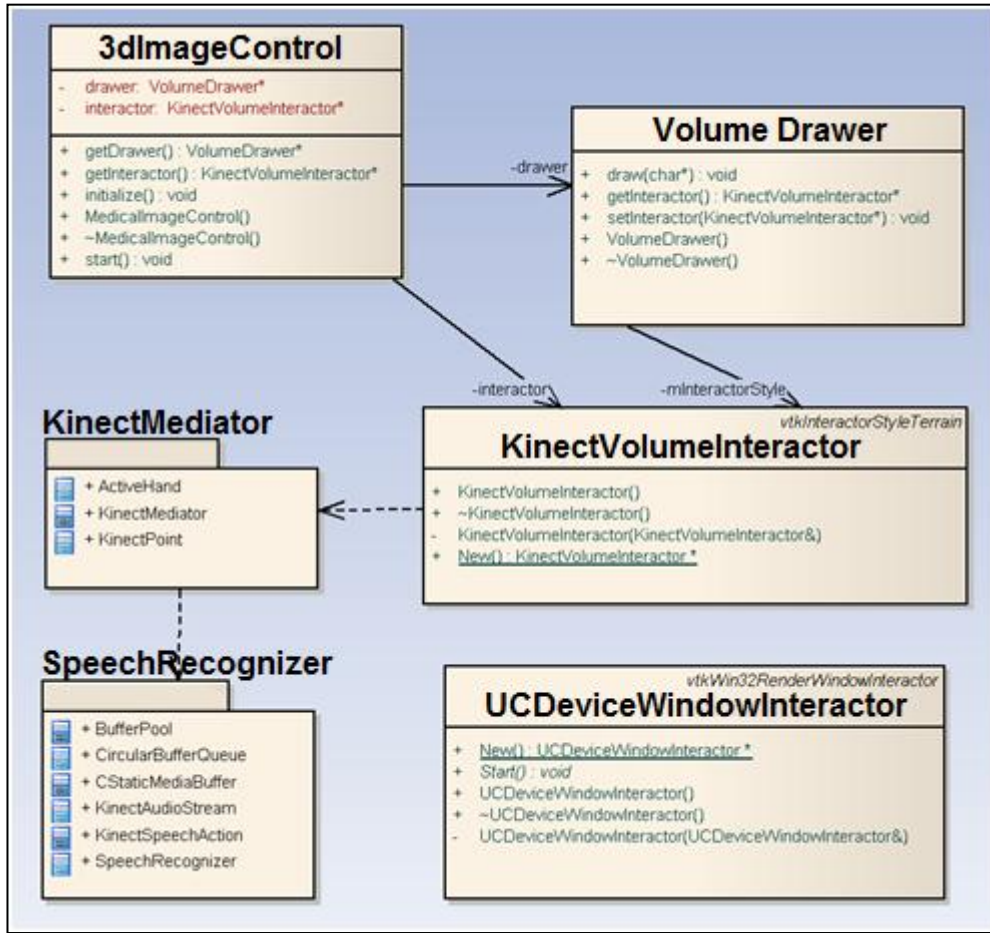 3dImageControl
- drawer: VolumeDrawer*
- interactor: KinectVolumeInteractor*
+ getDrawer() : VolumeDrawer*
+ getInteractor() : KinectVolumeInteractor*
+ initialize() : void
+ MedicalImageControl()
+ ~MedicalImageControl()
+ start() : void
-drawer
Volume Drawer
+ draw(char*) : void
+ getInteractor() : KinectVolumeInteractor*
+ setInteractor(KinectVolumeInteractor*) : void
+ VolumeDrawer()
+ ~VolumeDrawer()
-interactor
-mInteractorStyle
KinectMediator
+ ActiveHand
+ KinectMediator
+ KinectPoint
vtkInteractorStyleTerrain
KinectVolumeInteractor
+ KinectVolumeInteractor()
+ ~KinectVolumeInteractor()
- KinectVolumeInteractor(KinectVolumeInteractor&)
+ New() : KinectVolumeInteractor *
SpeechRecognizer
+ BufferPool
+ CircularBufferQueue
+ CStaticMediaBuffer
+ KinectAudioStream
+ KinectSpeechAction
+ SpeechRecognizer
vtkWin32RenderWindowInteractor
UCDeviceWindowInteractor
+ New() : UCDeviceWindowInteractor *
+ Start() : void
+ UCDeviceWindowInteractor()
+ ~UCDeviceWindowInteractor()
- UCDeviceWindowInteractor(UCDeviceWindowInteractor&)